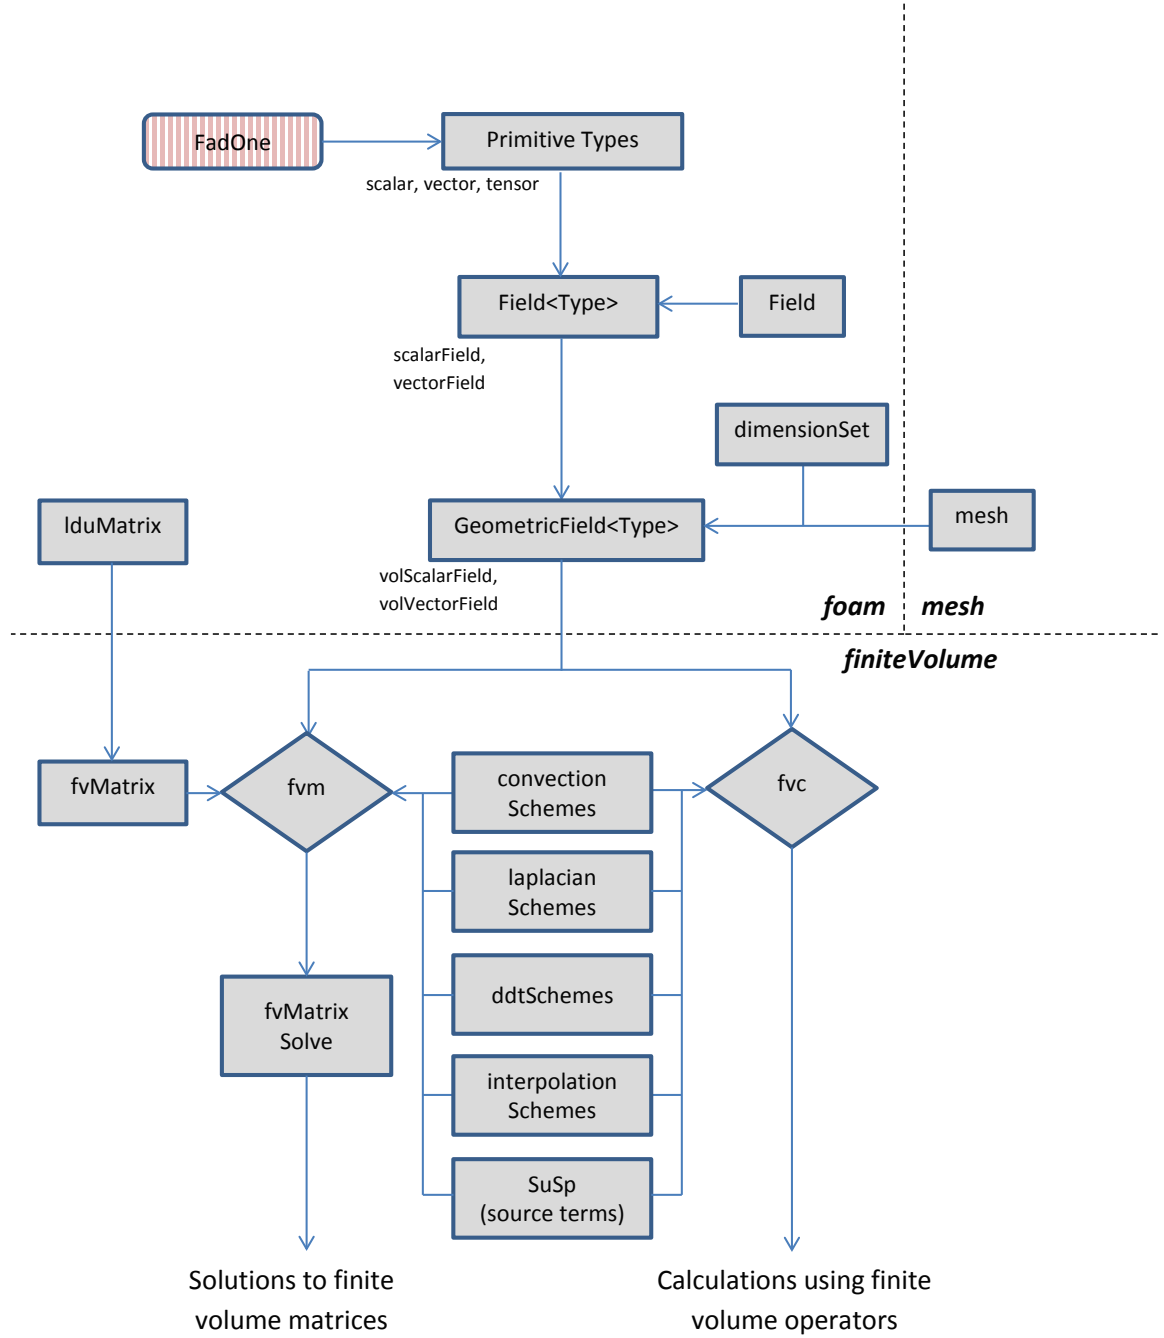 FadOne
Primitive Types
scalar, vector, tensor
Field<Type>
Field
scalarField,
vectorField
dimensionSet
lduMatrix
GeometricField<Type>
mesh
volScalarField,
volVectorField
foam
mesh
finiteVolume
fvMatrix
fvm
convection
Schemes
fvc
laplacian
Schemes
fvMatrix
Solve
ddtSchemes
interpolation
Schemes
SuSp
(source terms)
Solutions to finite
volume matrices
Calculations using finite
volume operators